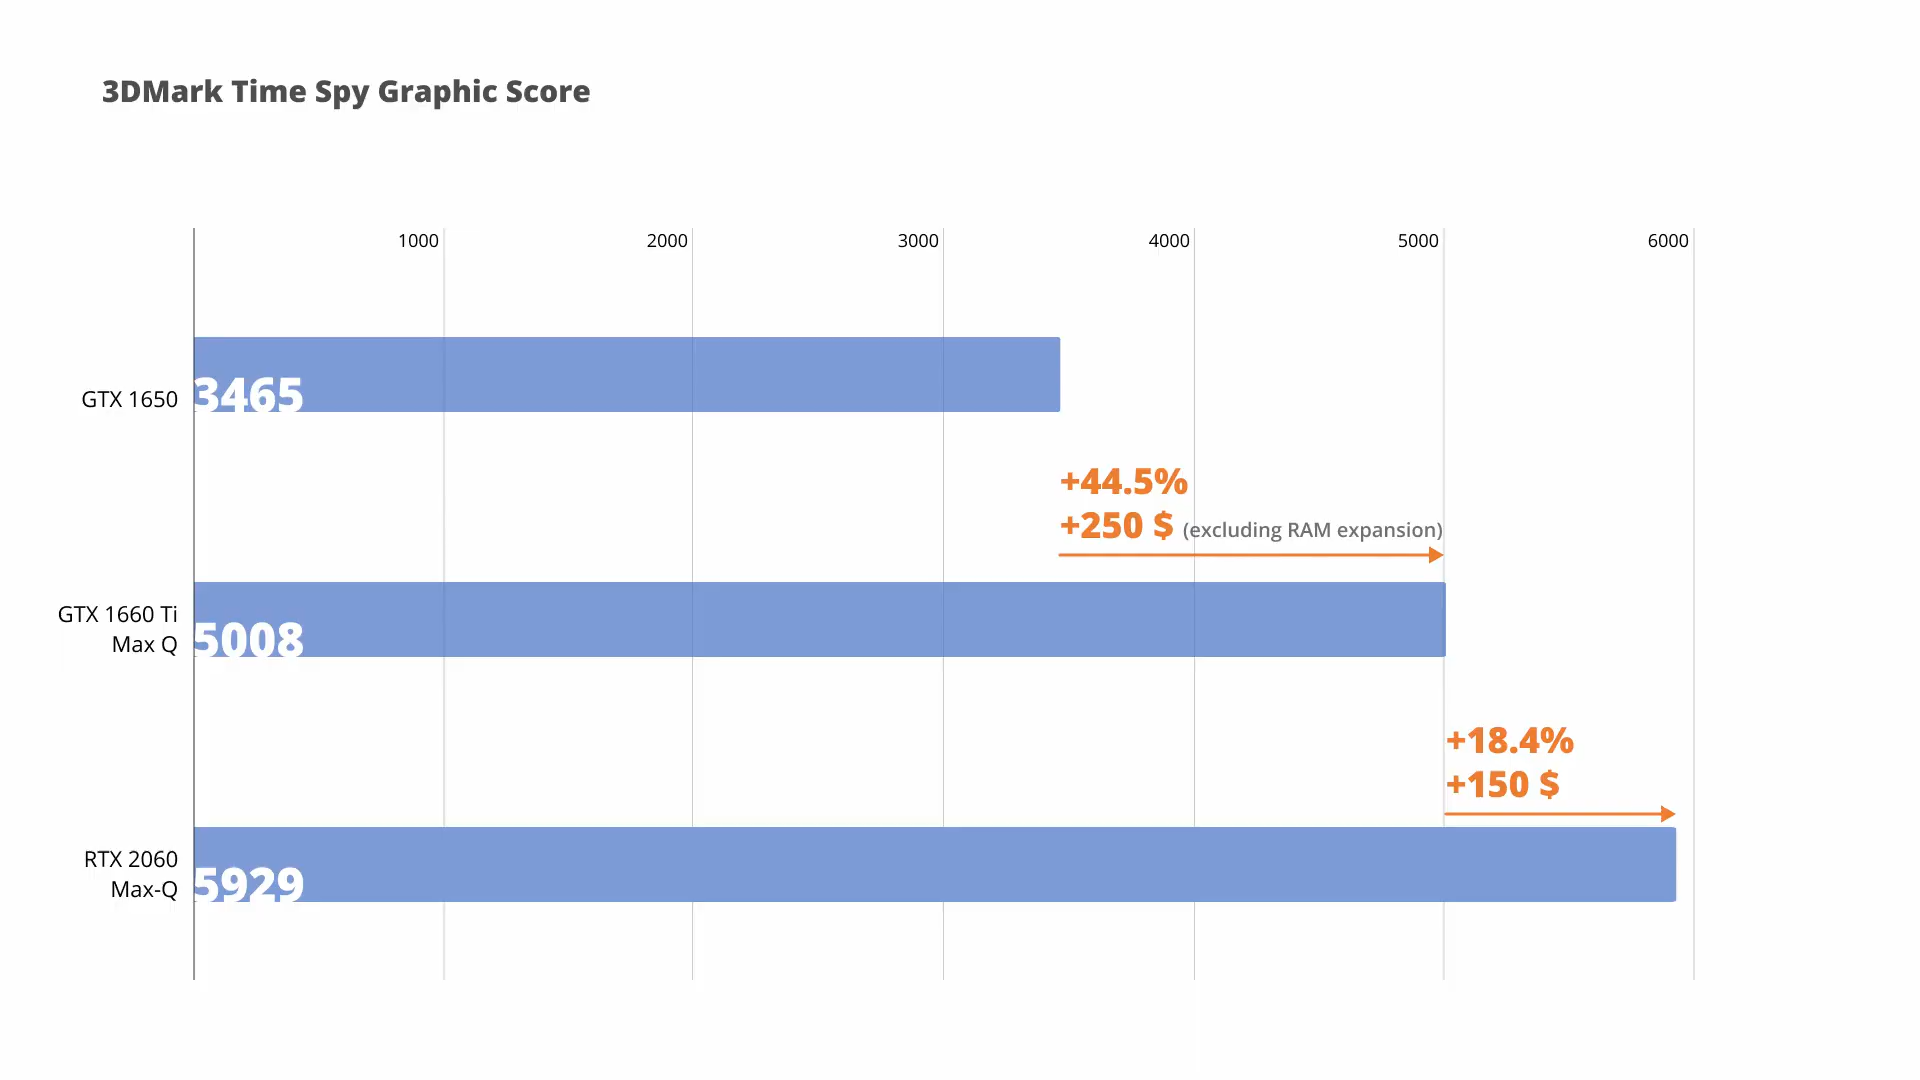 3DMark Time Spy Graphic Score
1000 2000 3000 4000 5000 6000
GTX 1650 3465
+44.5%
+250 $ (excluding RAM expansion)
GTX 1660 Ti
Max Q 5008
+18.4%
+150 $
RTX 2060
Max-Q 5929